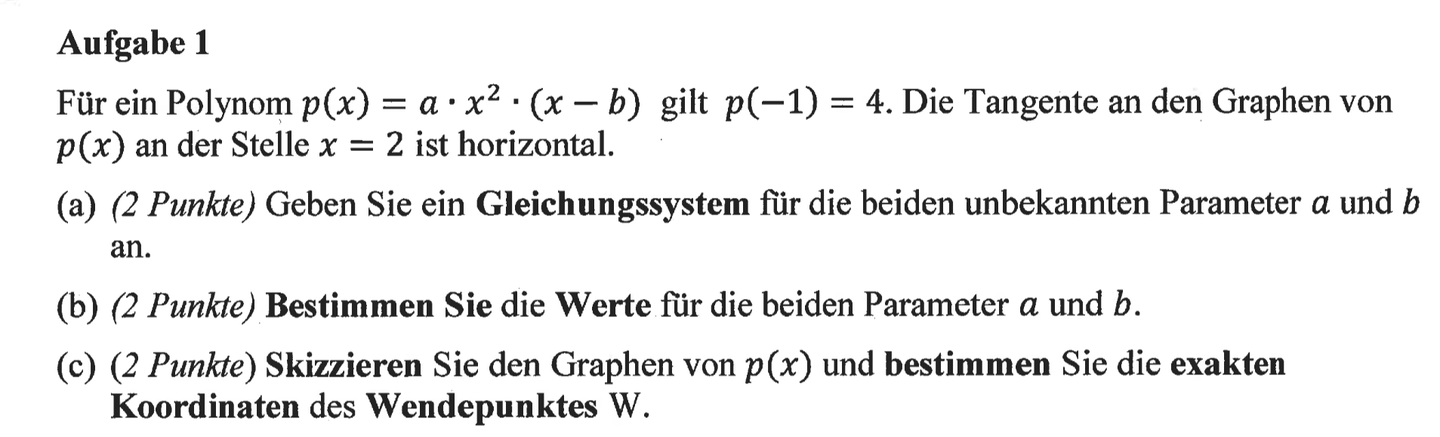 Aufgabe 1
Für ein Polynom p(x) = a · x² · (x − b) gilt p(−1) = 4. Die Tangente an den Graphen von
p(x) an der Stelle x = 2 ist horizontal.
(a) (2 Punkte) Geben Sie ein Gleichungssystem für die beiden unbekannten Parameter a und b
an.
(b) (2 Punkte) Bestimmen Sie die Werte für die beiden Parameter a und b.
(c) (2 Punkte) Skizzieren Sie den Graphen von p(x) und bestimmen Sie die exakten
Koordinaten des Wendepunktes W.